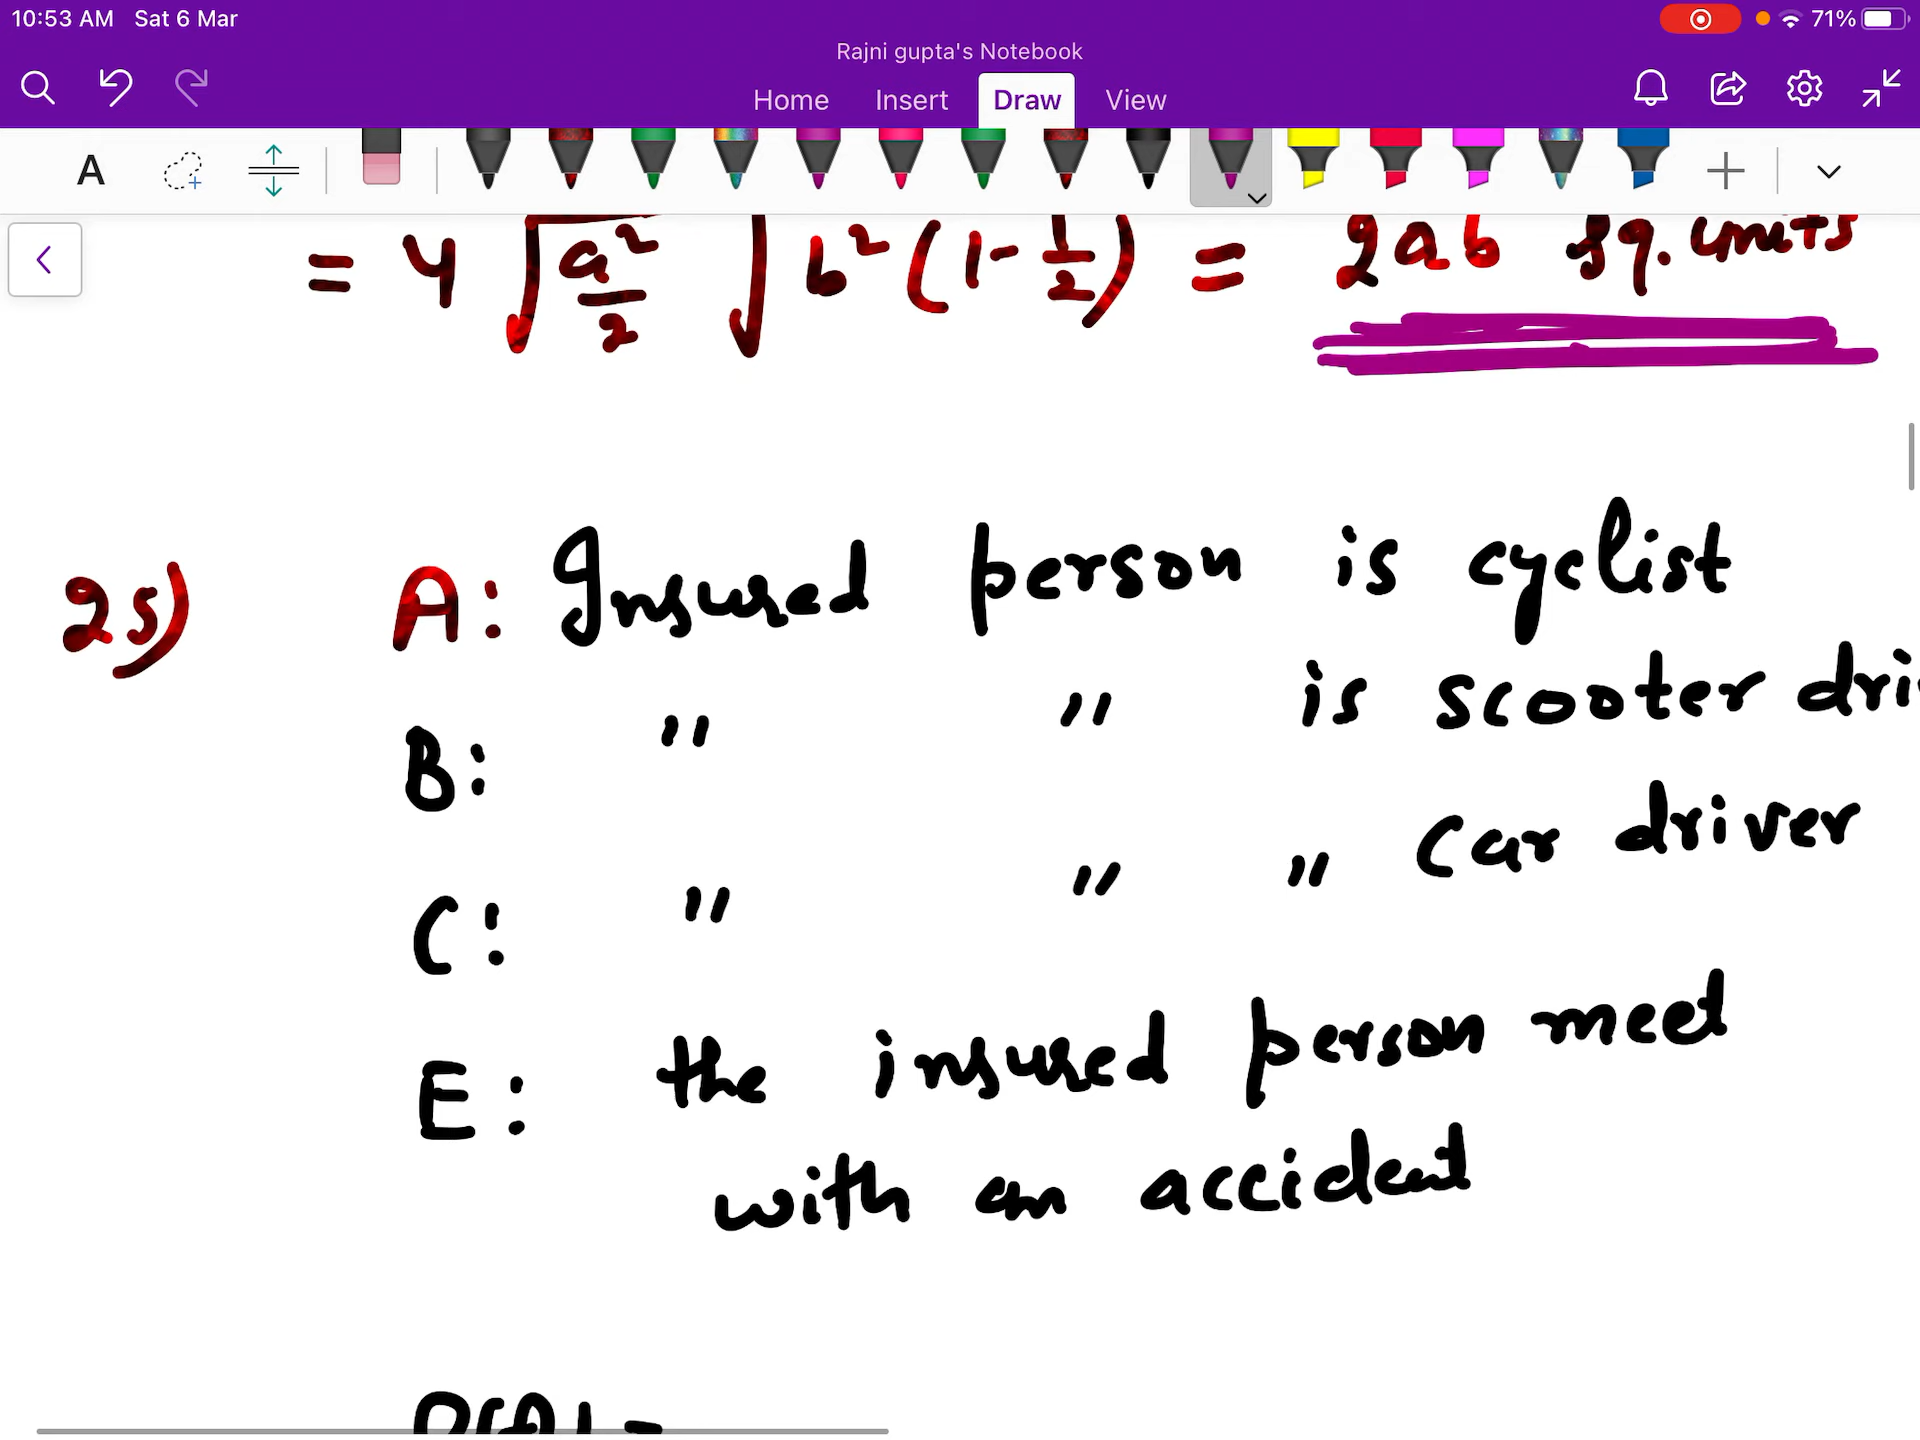 10:53 AM Sat 6 Mar
71%
Rajni gupta's Notebook
Home Insert Draw View
A
= 4 √a²/2 √b²(1-1/2) = 2ab sq. units
25) A: Insured person is cyclist
B: " " is scooter dri
C: " " " Car driver
E: the insured person meet
with an accident
P(A) =